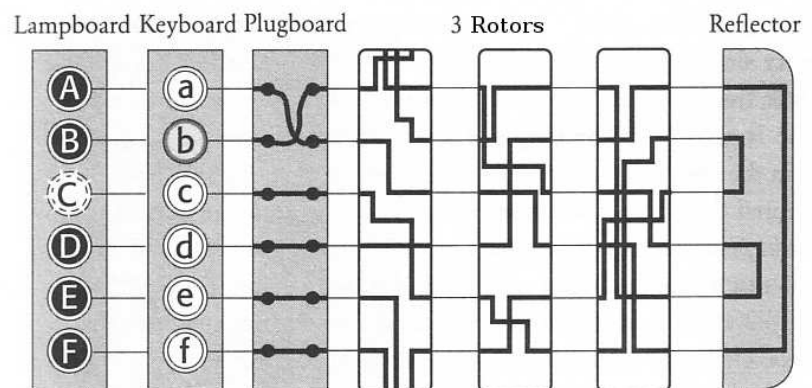 Lampboard Keyboard Plugboard 3 Rotors Reflector
A a
B b
C c
D d
E e
F f